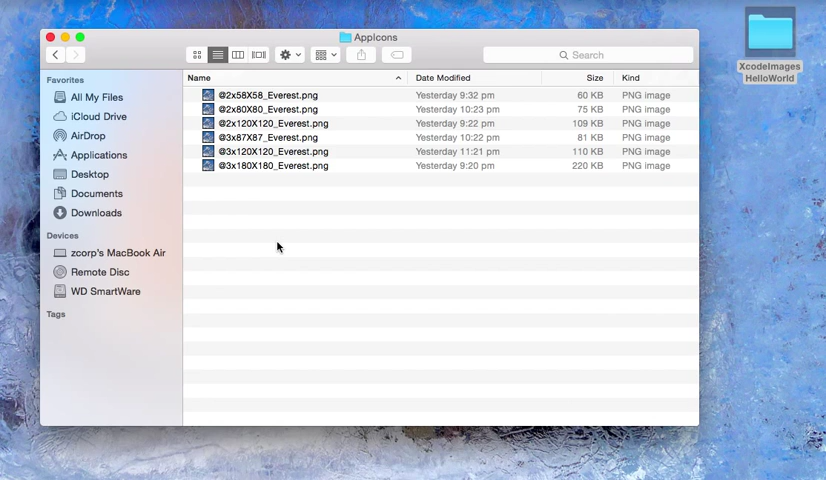 AppIcons
Search
Favorites
All My Files
iCloud Drive
AirDrop
Applications
Desktop
Documents
Downloads
Devices
zcorp's MacBook Air
Remote Disc
WD SmartWare
Tags
Name Date Modified Size Kind
@2x58X58_Everest.png Yesterday 9:32 pm 60 KB PNG image
@2x80X80_Everest.png Yesterday 10:23 pm 75 KB PNG image
@2x120X120_Everest.png Yesterday 9:22 pm 109 KB PNG image
@3x87X87_Everest.png Yesterday 10:22 pm 81 KB PNG image
@3x120X120_Everest.png Yesterday 11:21 pm 110 KB PNG image
@3x180X180_Everest.png Yesterday 9:20 pm 220 KB PNG image
XcodeImages
HelloWorld